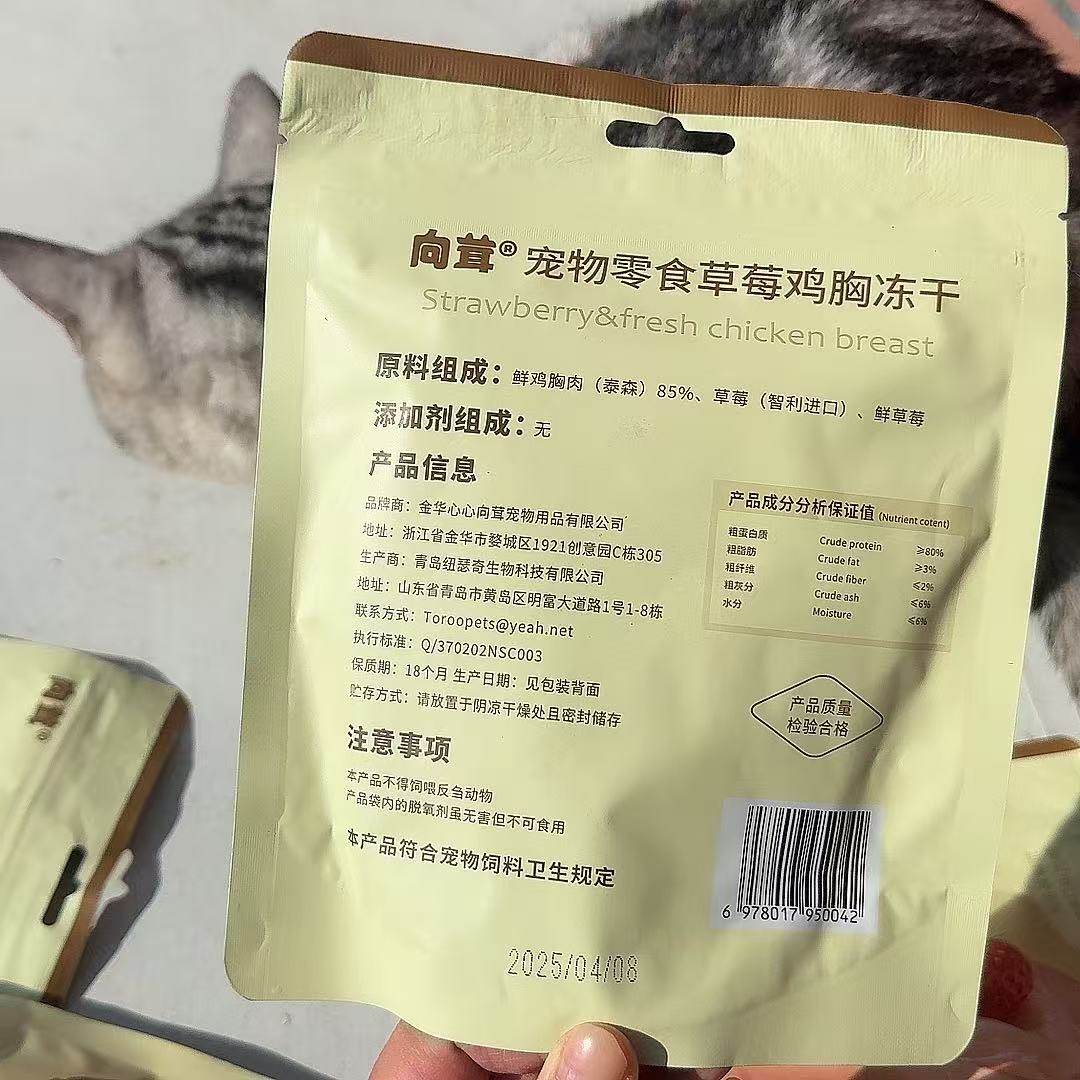 向茸® 宠物零食草莓鸡胸冻干
Strawberry&fresh chicken breast
原料组成：鲜鸡胸肉（泰森）85%、草莓（智利进口）、鲜草莓
添加剂组成：无
产品信息
品牌商：金华心心向茸宠物用品有限公司
地址：浙江省金华市婺城区1921创意园C栋305
生产商：青岛纽瑟奇生物科技有限公司
地址：山东省青岛市黄岛区明富大道路1号1-8栋
联系方式：Toroopets@yeah.net
执行标准：Q/370202NSC003
保质期：18个月 生产日期：见包装背面
贮存方式：请放置于阴凉干燥处且密封储存
注意事项
本产品不得饲喂反刍动物
产品袋内的脱氧剂虽无害但不可食用
本产品符合宠物饲料卫生规定
产品成分分析保证值 (Nutrient cotent)
粗蛋白质 Crude protein ≥80%
粗脂肪 Crude fat ≥3%
粗纤维 Crude fiber ≤2%
粗灰分 Crude ash ≤6%
水分 Moisture ≤6%
产品质量
检验合格
6 978017 950042
2025/04/08
向茸®